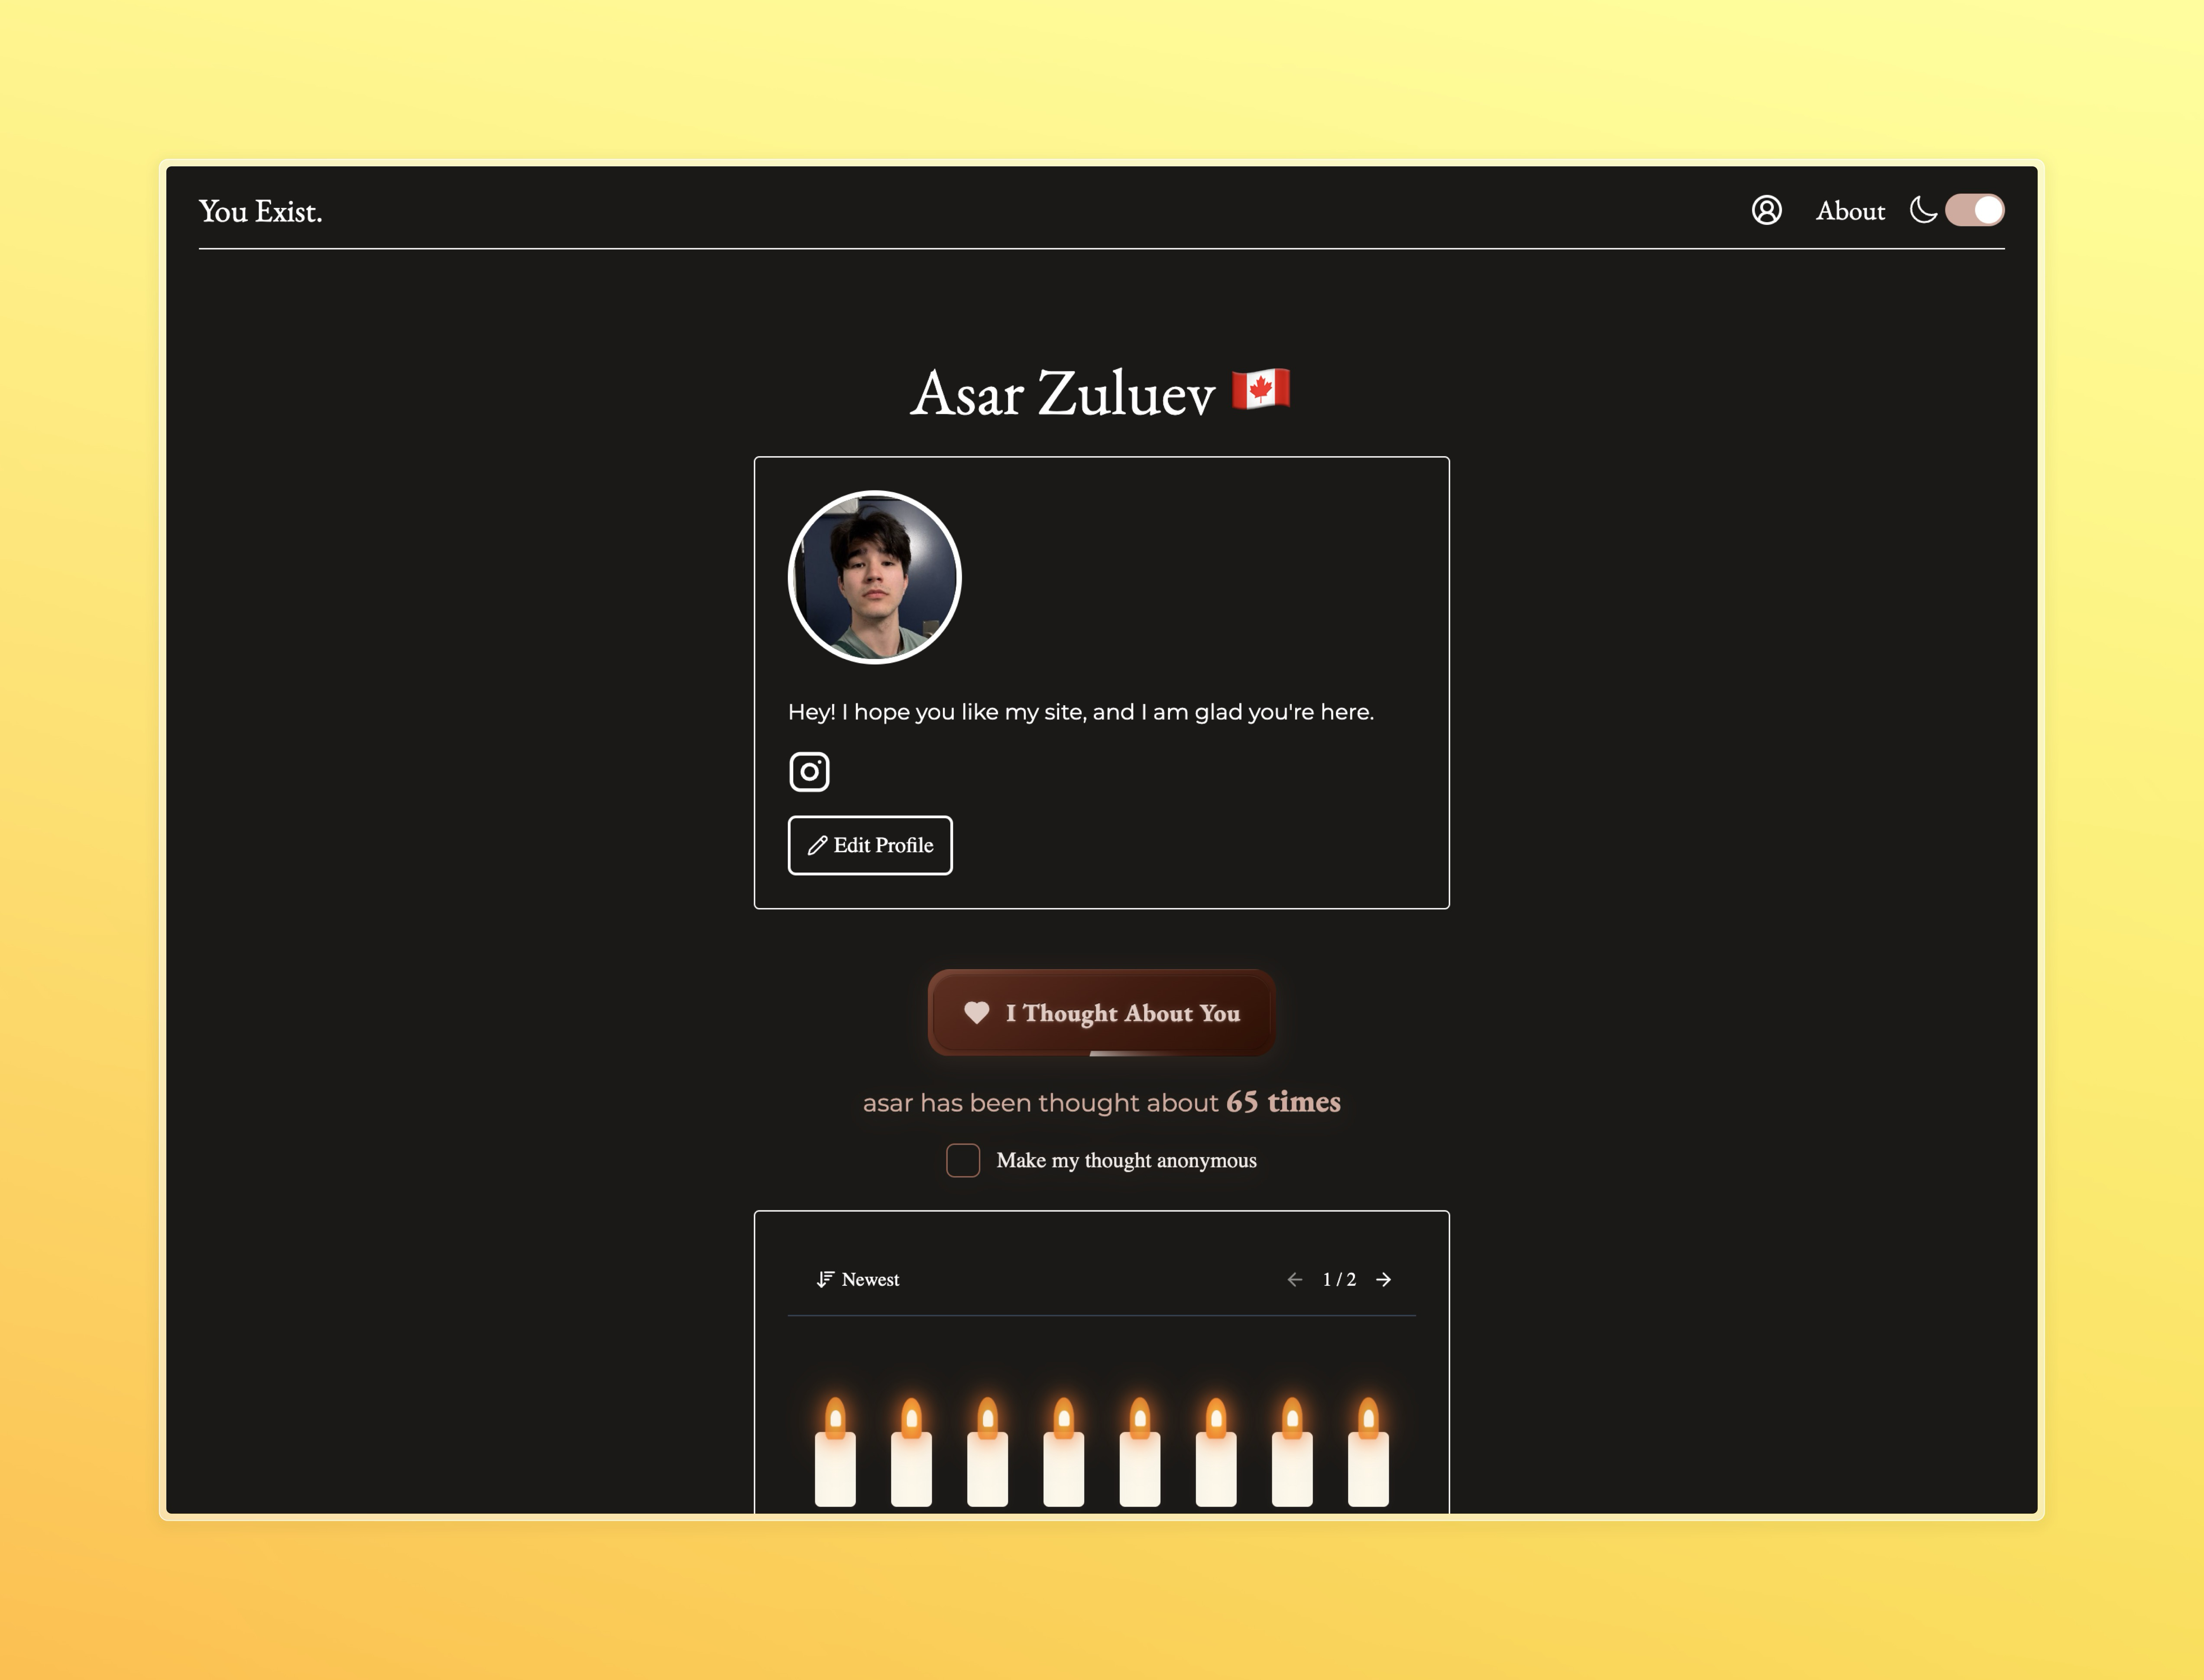 You Exist.
About
Asar Zuluev 🇨🇦
Hey! I hope you like my site, and I am glad you're here.
Edit Profile
I Thought About You
asar has been thought about 65 times
Make my thought anonymous
Newest
1 / 2